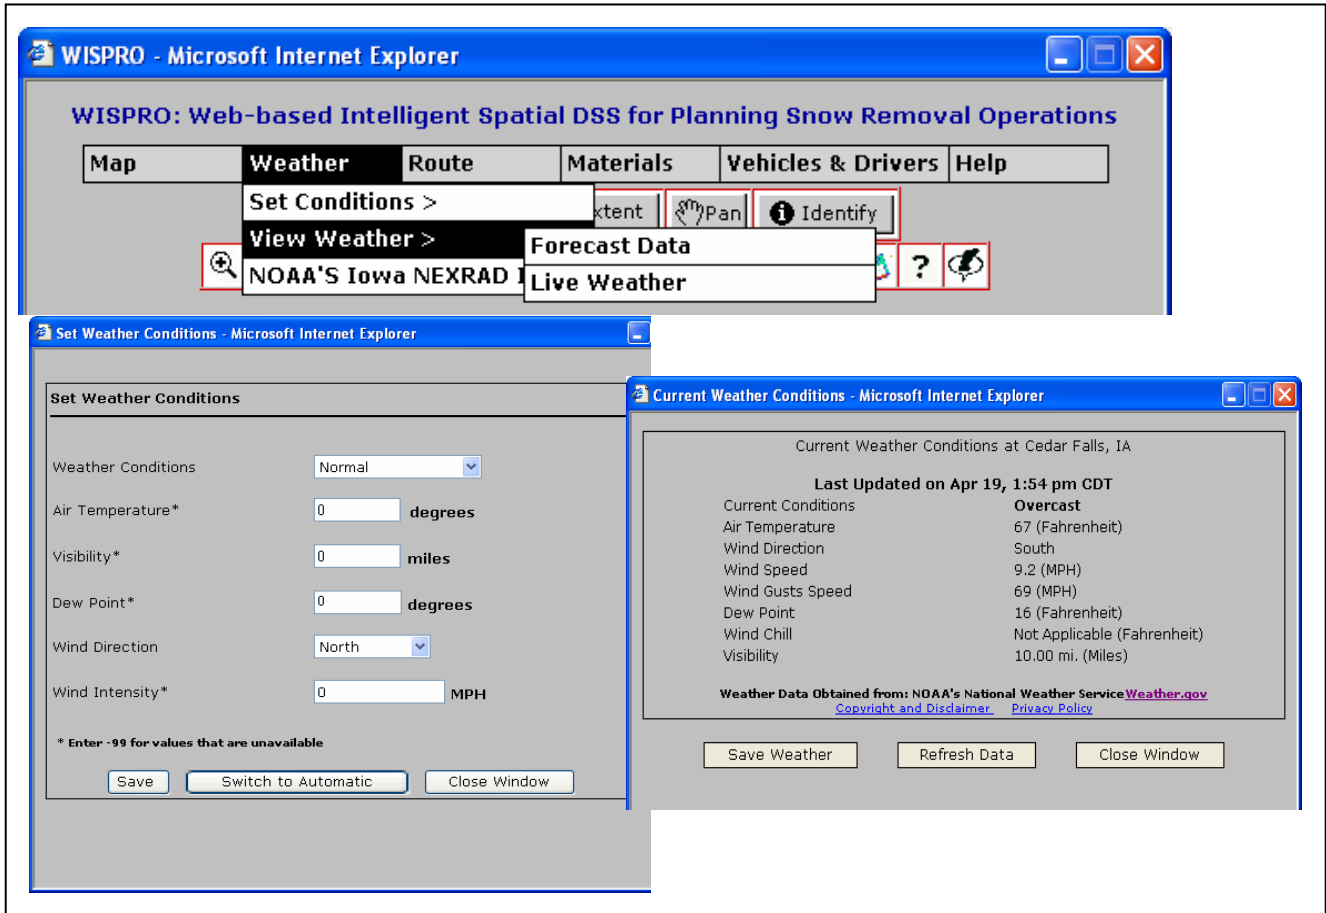 WISPRO - Microsoft Internet Explorer
WISPRO: Web-based Intelligent Spatial DSS for Planning Snow Removal Operations
Map Weather Route Materials Vehicles & Drivers Help
Set Conditions >
Pan Identify
View Weather >
Forecast Data
?
NOAA'S Iowa NEXRAD
Live Weather
Set Weather Conditions - Microsoft Internet Explorer
Set Weather Conditions
Weather Conditions Normal
Air Temperature* 0 degrees
Visibility* 0 miles
Dew Point* 0 degrees
Wind Direction North
Wind Intensity* 0 MPH
* Enter -99 for values that are unavailable
Save Switch to Automatic Close Window
Current Weather Conditions - Microsoft Internet Explorer
Current Weather Conditions at Cedar Falls, IA
Last Updated on Apr 19, 1:54 pm CDT
Current Conditions Overcast
Air Temperature 67 (Fahrenheit)
Wind Direction South
Wind Speed 9.2 (MPH)
Wind Gusts Speed 69 (MPH)
Dew Point 16 (Fahrenheit)
Wind Chill Not Applicable (Fahrenheit)
Visibility 10.00 mi. (Miles)
Weather Data Obtained from: NOAA's National Weather ServiceWeather.gov
Copyright and Disclaimer Privacy Policy
Save Weather Refresh Data Close Window